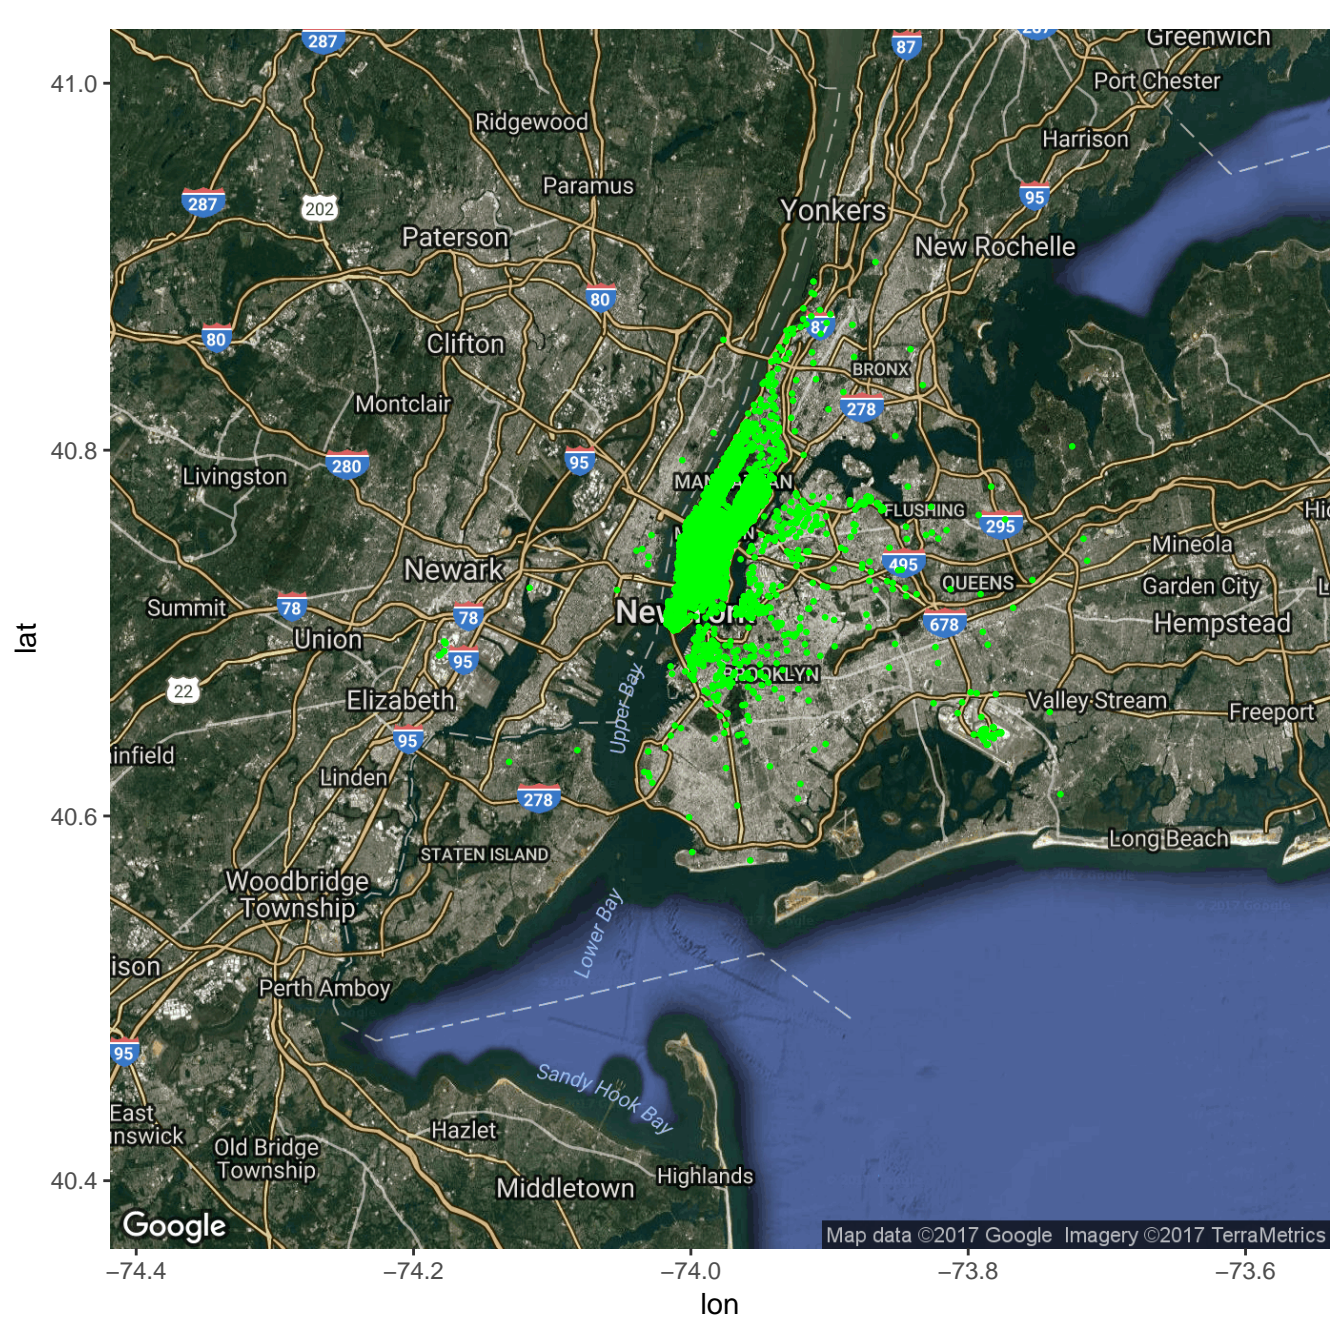 287
87
Greenwich
41.0
Port Chester
Ridgewood
Harrison
Paramus
287
202
95
Yonkers
Paterson
New Rochelle
80
87
80
Clifton
BRONX
Montclair
278
40.8
280
95
Livingston
FLUSHING
295
Mineola
495
Newark
QUEENS
Garden City
Summit
78
78
678
Hempstead
Union
95
BROOKLYN
22
Elizabeth
Valley Stream
Freeport
Upper Bay
95
Linden
278
40.6
Long Beach
STATEN ISLAND
Woodbridge
Township
Lower Bay
Perth Amboy
95
Sandy Hook Bay
East
Hazlet
Old Bridge
Township
Highlands
40.4
Middletown
Google
Map data ©2017 Google Imagery ©2017 TerraMetrics
−74.4
−74.2
−74.0
−73.8
−73.6
lon
lat